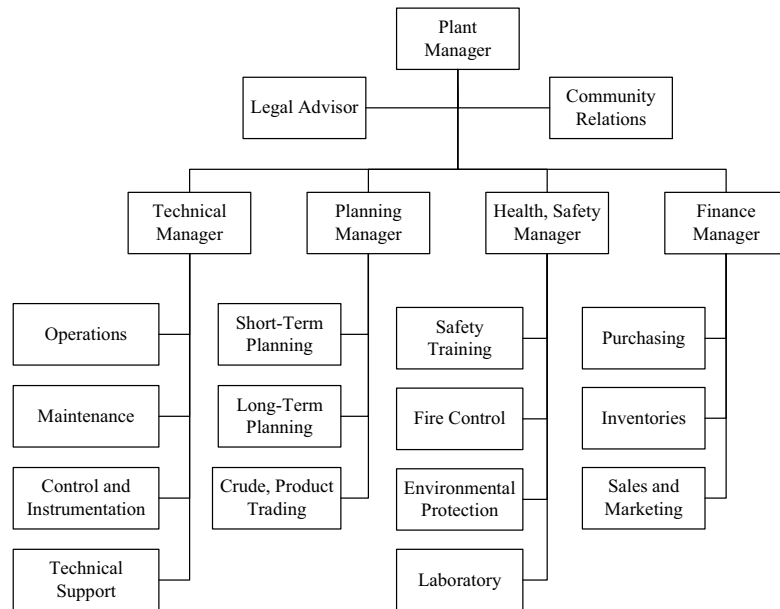 Plant
Manager
Legal Advisor
Community
Relations
Technical
Manager
Planning
Manager
Health, Safety
Manager
Finance
Manager
Operations
Maintenance
Control and
Instrumentation
Technical
Support
Short-Term
Planning
Long-Term
Planning
Crude, Product
Trading
Safety
Training
Fire Control
Environmental
Protection
Laboratory
Purchasing
Inventories
Sales and
Marketing